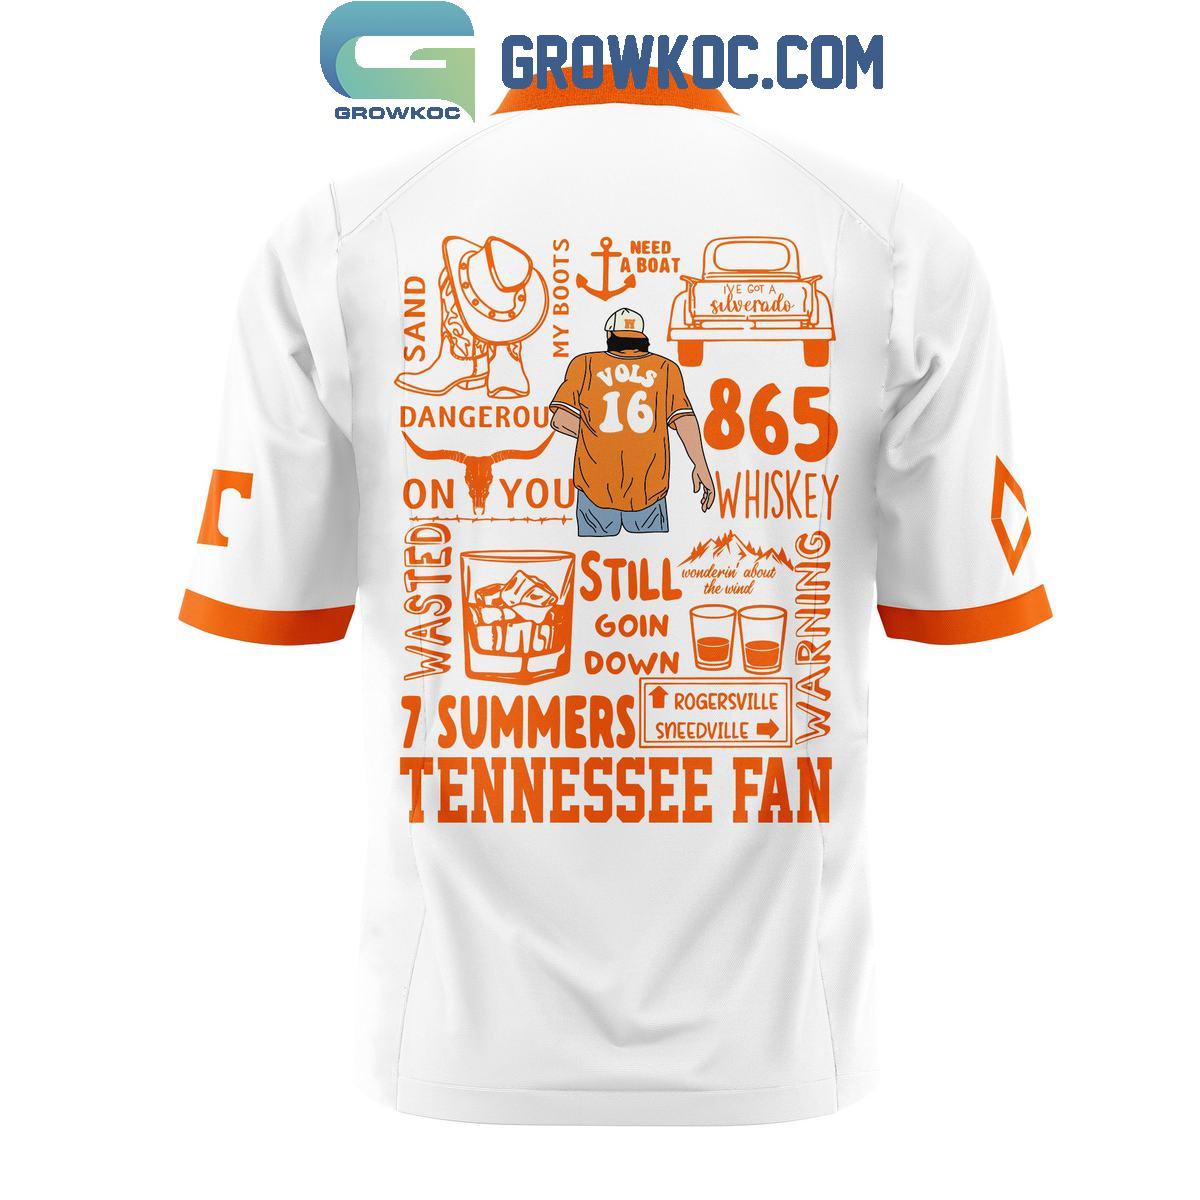 GROWKOC
GROWKOC.COM
SAND
MY BOOTS
NEED
A BOAT
I'VE GOT A
silverado
VOLS
16
DANGEROU
865
ON YOU
WHISKEY
WASTED
STILL
GOIN
DOWN
wonderin' about
the wind
WARNING
7 SUMMERS
ROGERSVILLE
SNEEDVILLE
TENNESSEE FAN
T